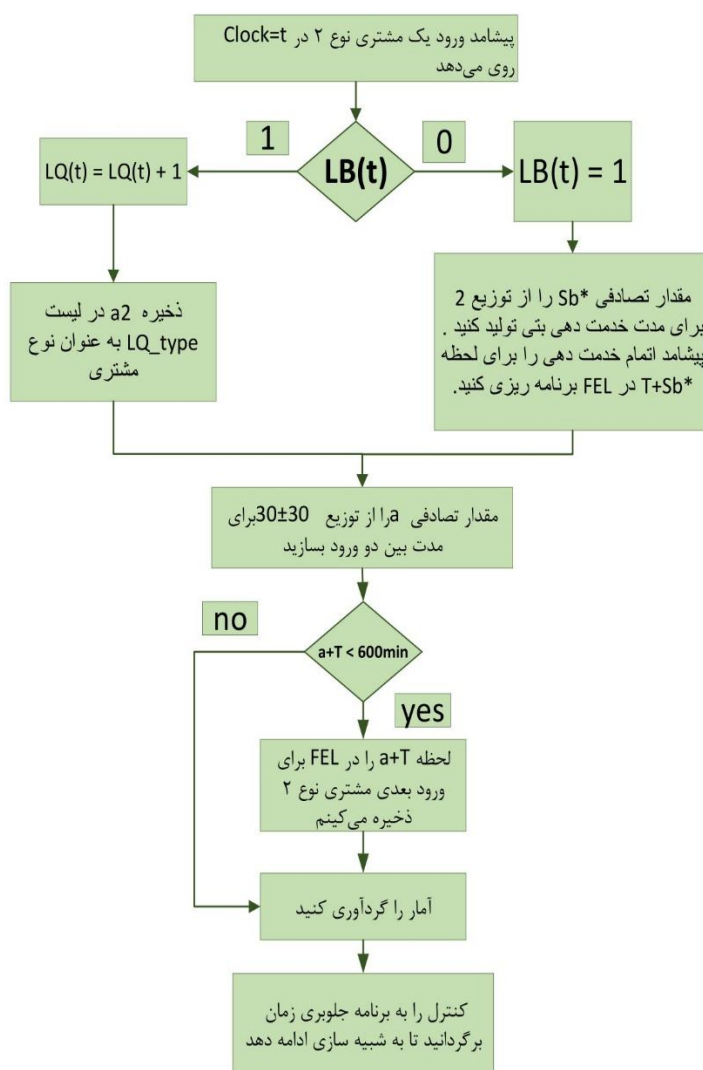 پیشامد ورود یک مشتری نوع ۲ در Clock=t
روی می‌دهد
1
0
LB(t)
LQ(t) = LQ(t) + 1
LB(t) = 1
ذخیره a2 در لیست
LQ_type به عنوان نوع
مشتری
مقدار تصادفی Sb* را از توزیع 2
برای مدت خدمت دهی بتی تولید کنید .
پیشامد اتمام خدمت دهی را برای لحظه
T+Sb* در FEL برنامه ریزی کنید.
مقدار تصادفی aرا از توزیع 30±30برای
مدت بین دو ورود بسازید
no
a+T < 600min
yes
لحظه a+T را در FEL برای
ورود بعدی مشتری نوع ۲
ذخیره می‌کینم
آمار را گردآوری کنید
کنترل را به برنامه جلوبری زمان
برگردانید تا به شبیه سازی ادامه دهد